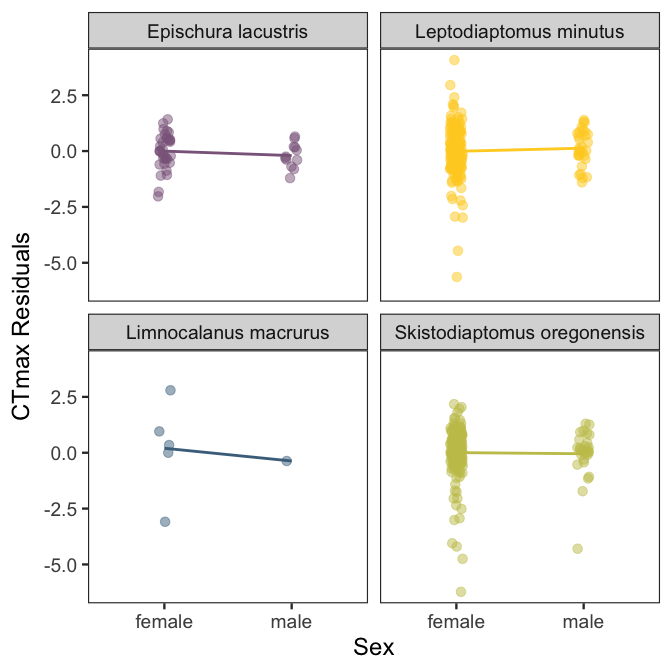 Epischura lacustris
Leptodiaptomus minutus
2.5
0.0
-2.5
-5.0
Limnocalanus macrurus
Skistodiaptomus oregonensis
2.5
0.0
-2.5
-5.0
CTmax Residuals
female
male
female
male
Sex